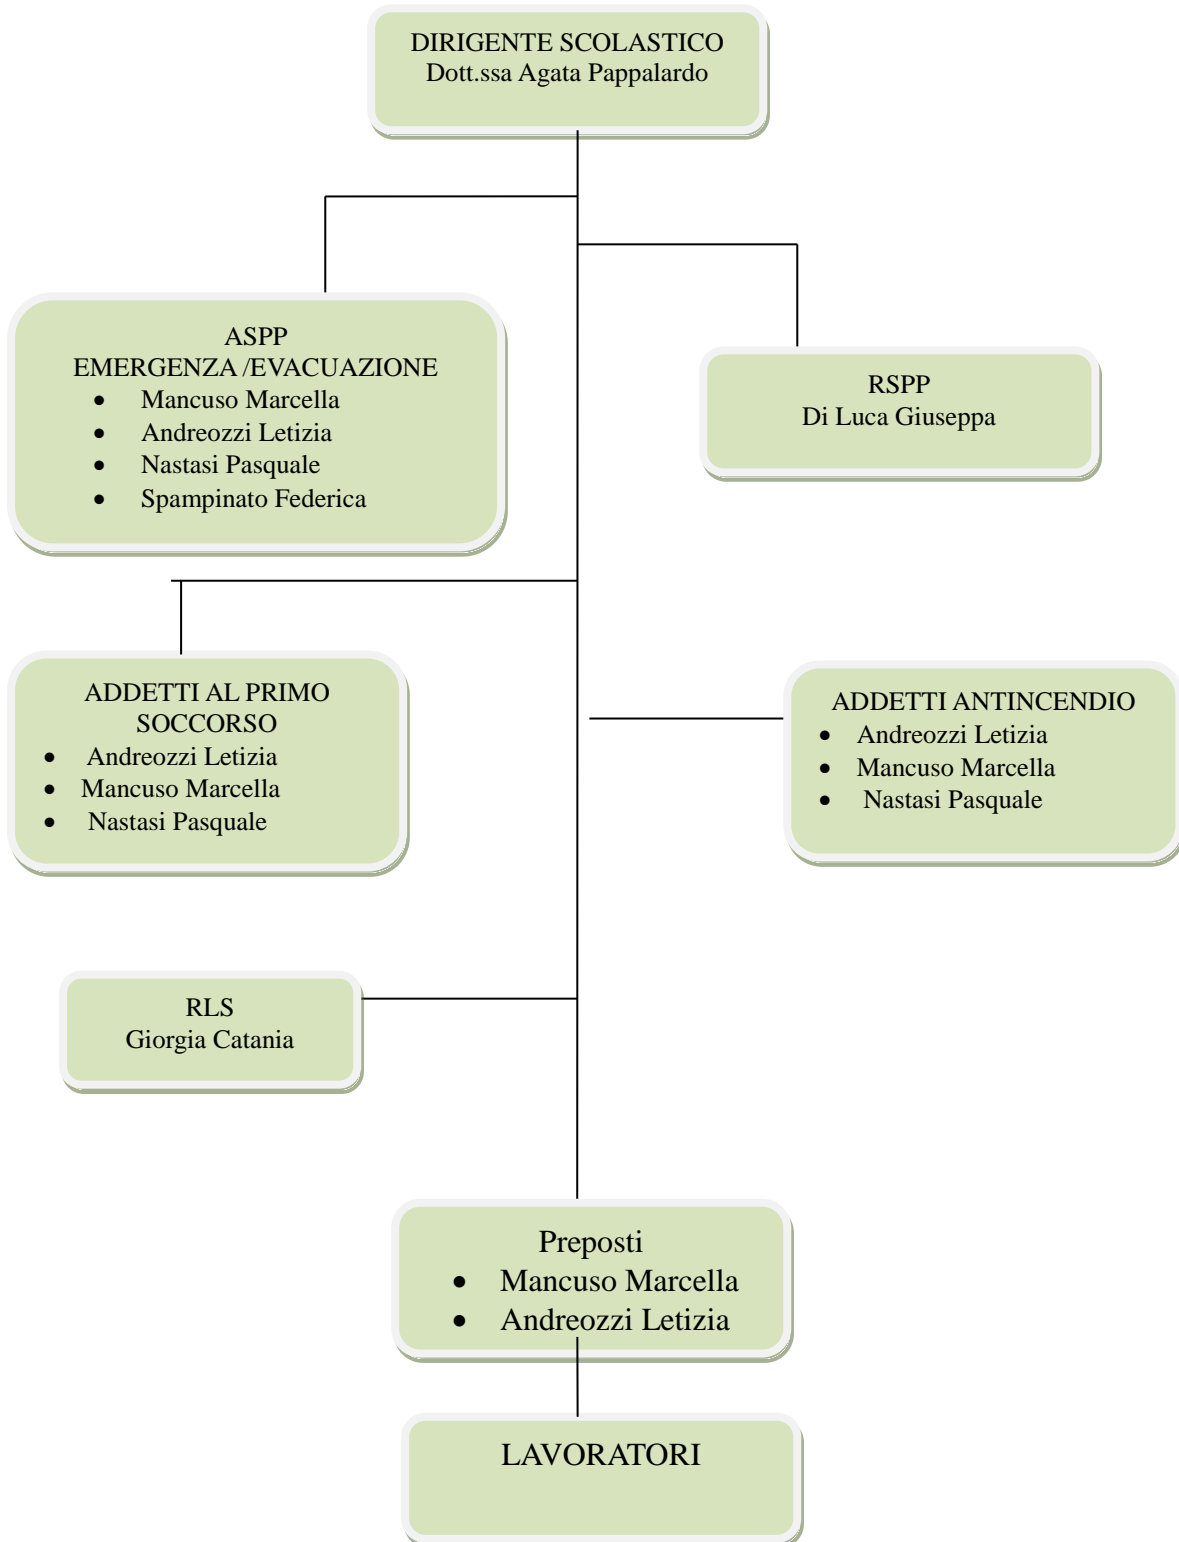 DIRIGENTE SCOLASTICO
Dott.ssa Agata Pappalardo
ASPP
EMERGENZA /EVACUAZIONE
• Mancuso Marcella
• Andreozzi Letizia
• Nastasi Pasquale
• Spampinato Federica
RSPP
Di Luca Giuseppa
ADDETTI AL PRIMO
SOCCORSO
• Andreozzi Letizia
• Mancuso Marcella
• Nastasi Pasquale
ADDETTI ANTINCENDIO
• Andreozzi Letizia
• Mancuso Marcella
• Nastasi Pasquale
RLS
Giorgia Catania
Preposti
• Mancuso Marcella
• Andreozzi Letizia
LAVORATORI